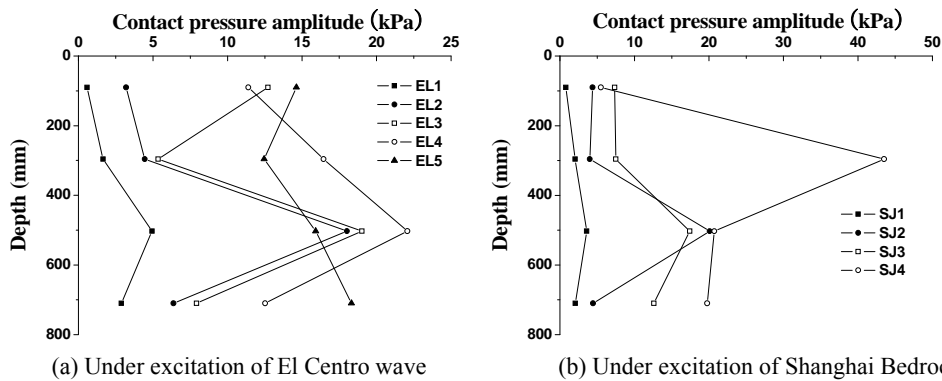 Contact pressure amplitude (kPa)
0 5 10 15 20 25
0
200
400
600
800
Depth (mm)
EL1
EL2
EL3
EL4
EL5
(a) Under excitation of El Centro wave
Contact pressure amplitude (kPa)
0 10 20 30 40 50
0
200
400
600
800
Depth (mm)
SJ1
SJ2
SJ3
SJ4
(b) Under excitation of Shanghai